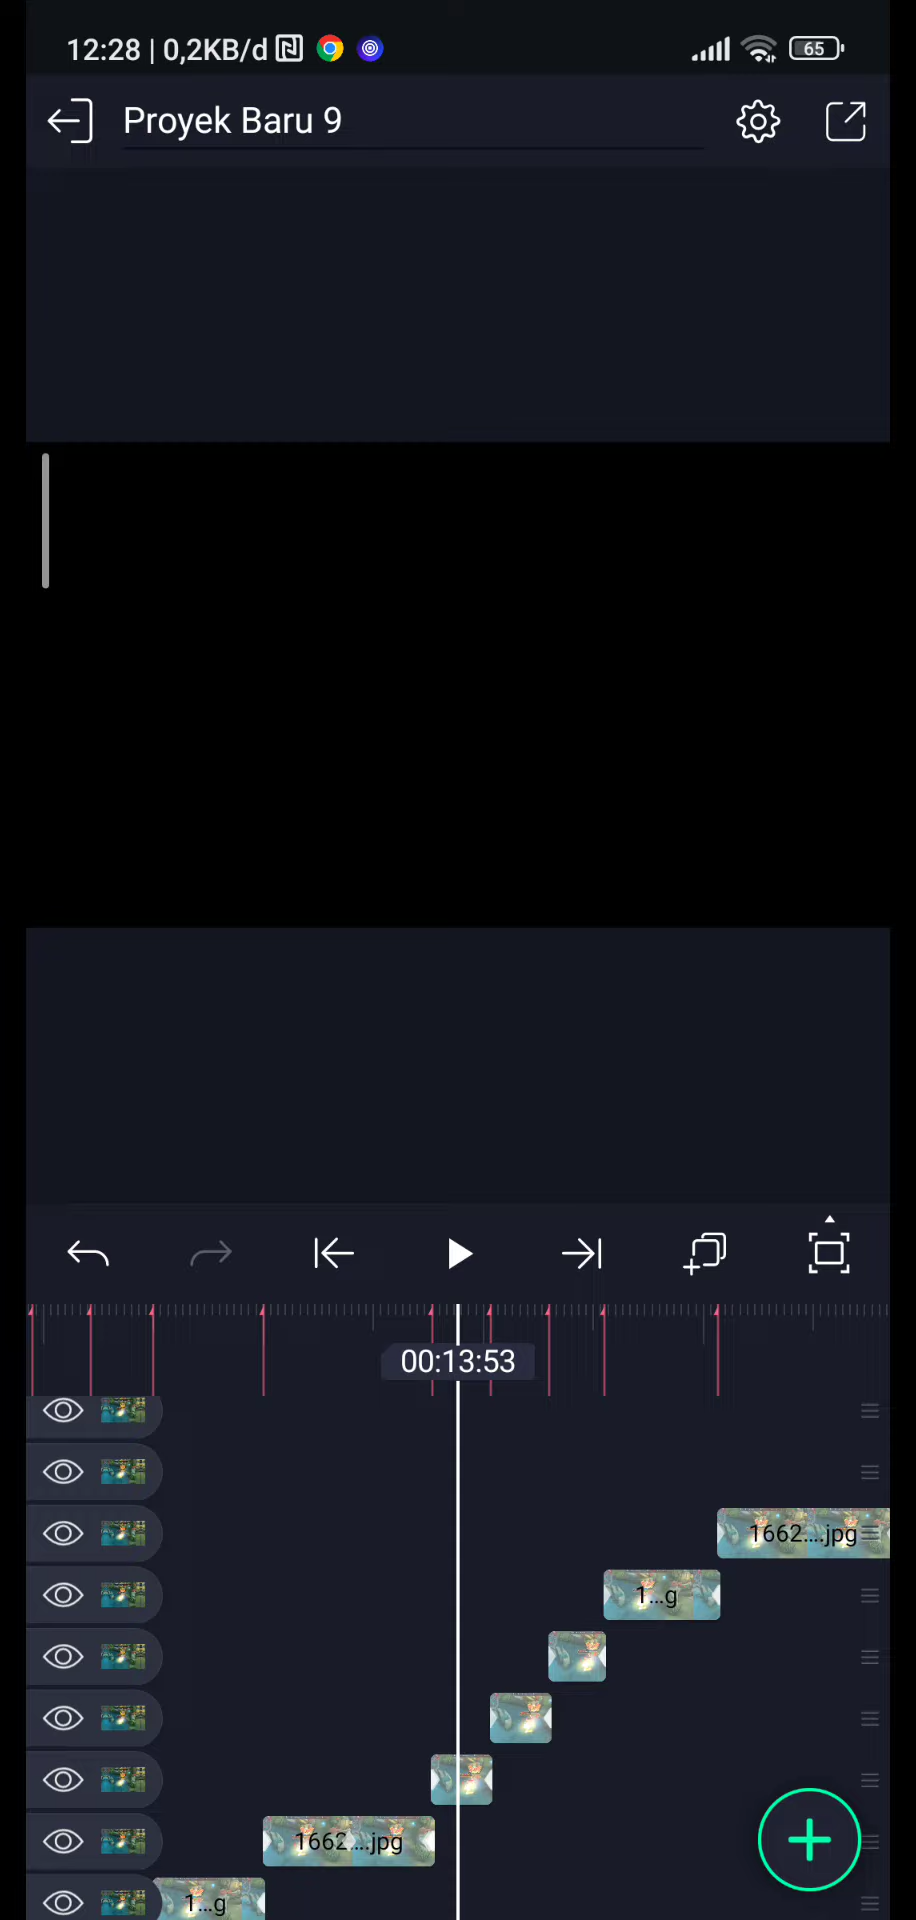 12:28 | 0,2KB/d
65
Proyek Baru 9
00:13:53
1662....jpg
1...g
1662....jpg
1...g